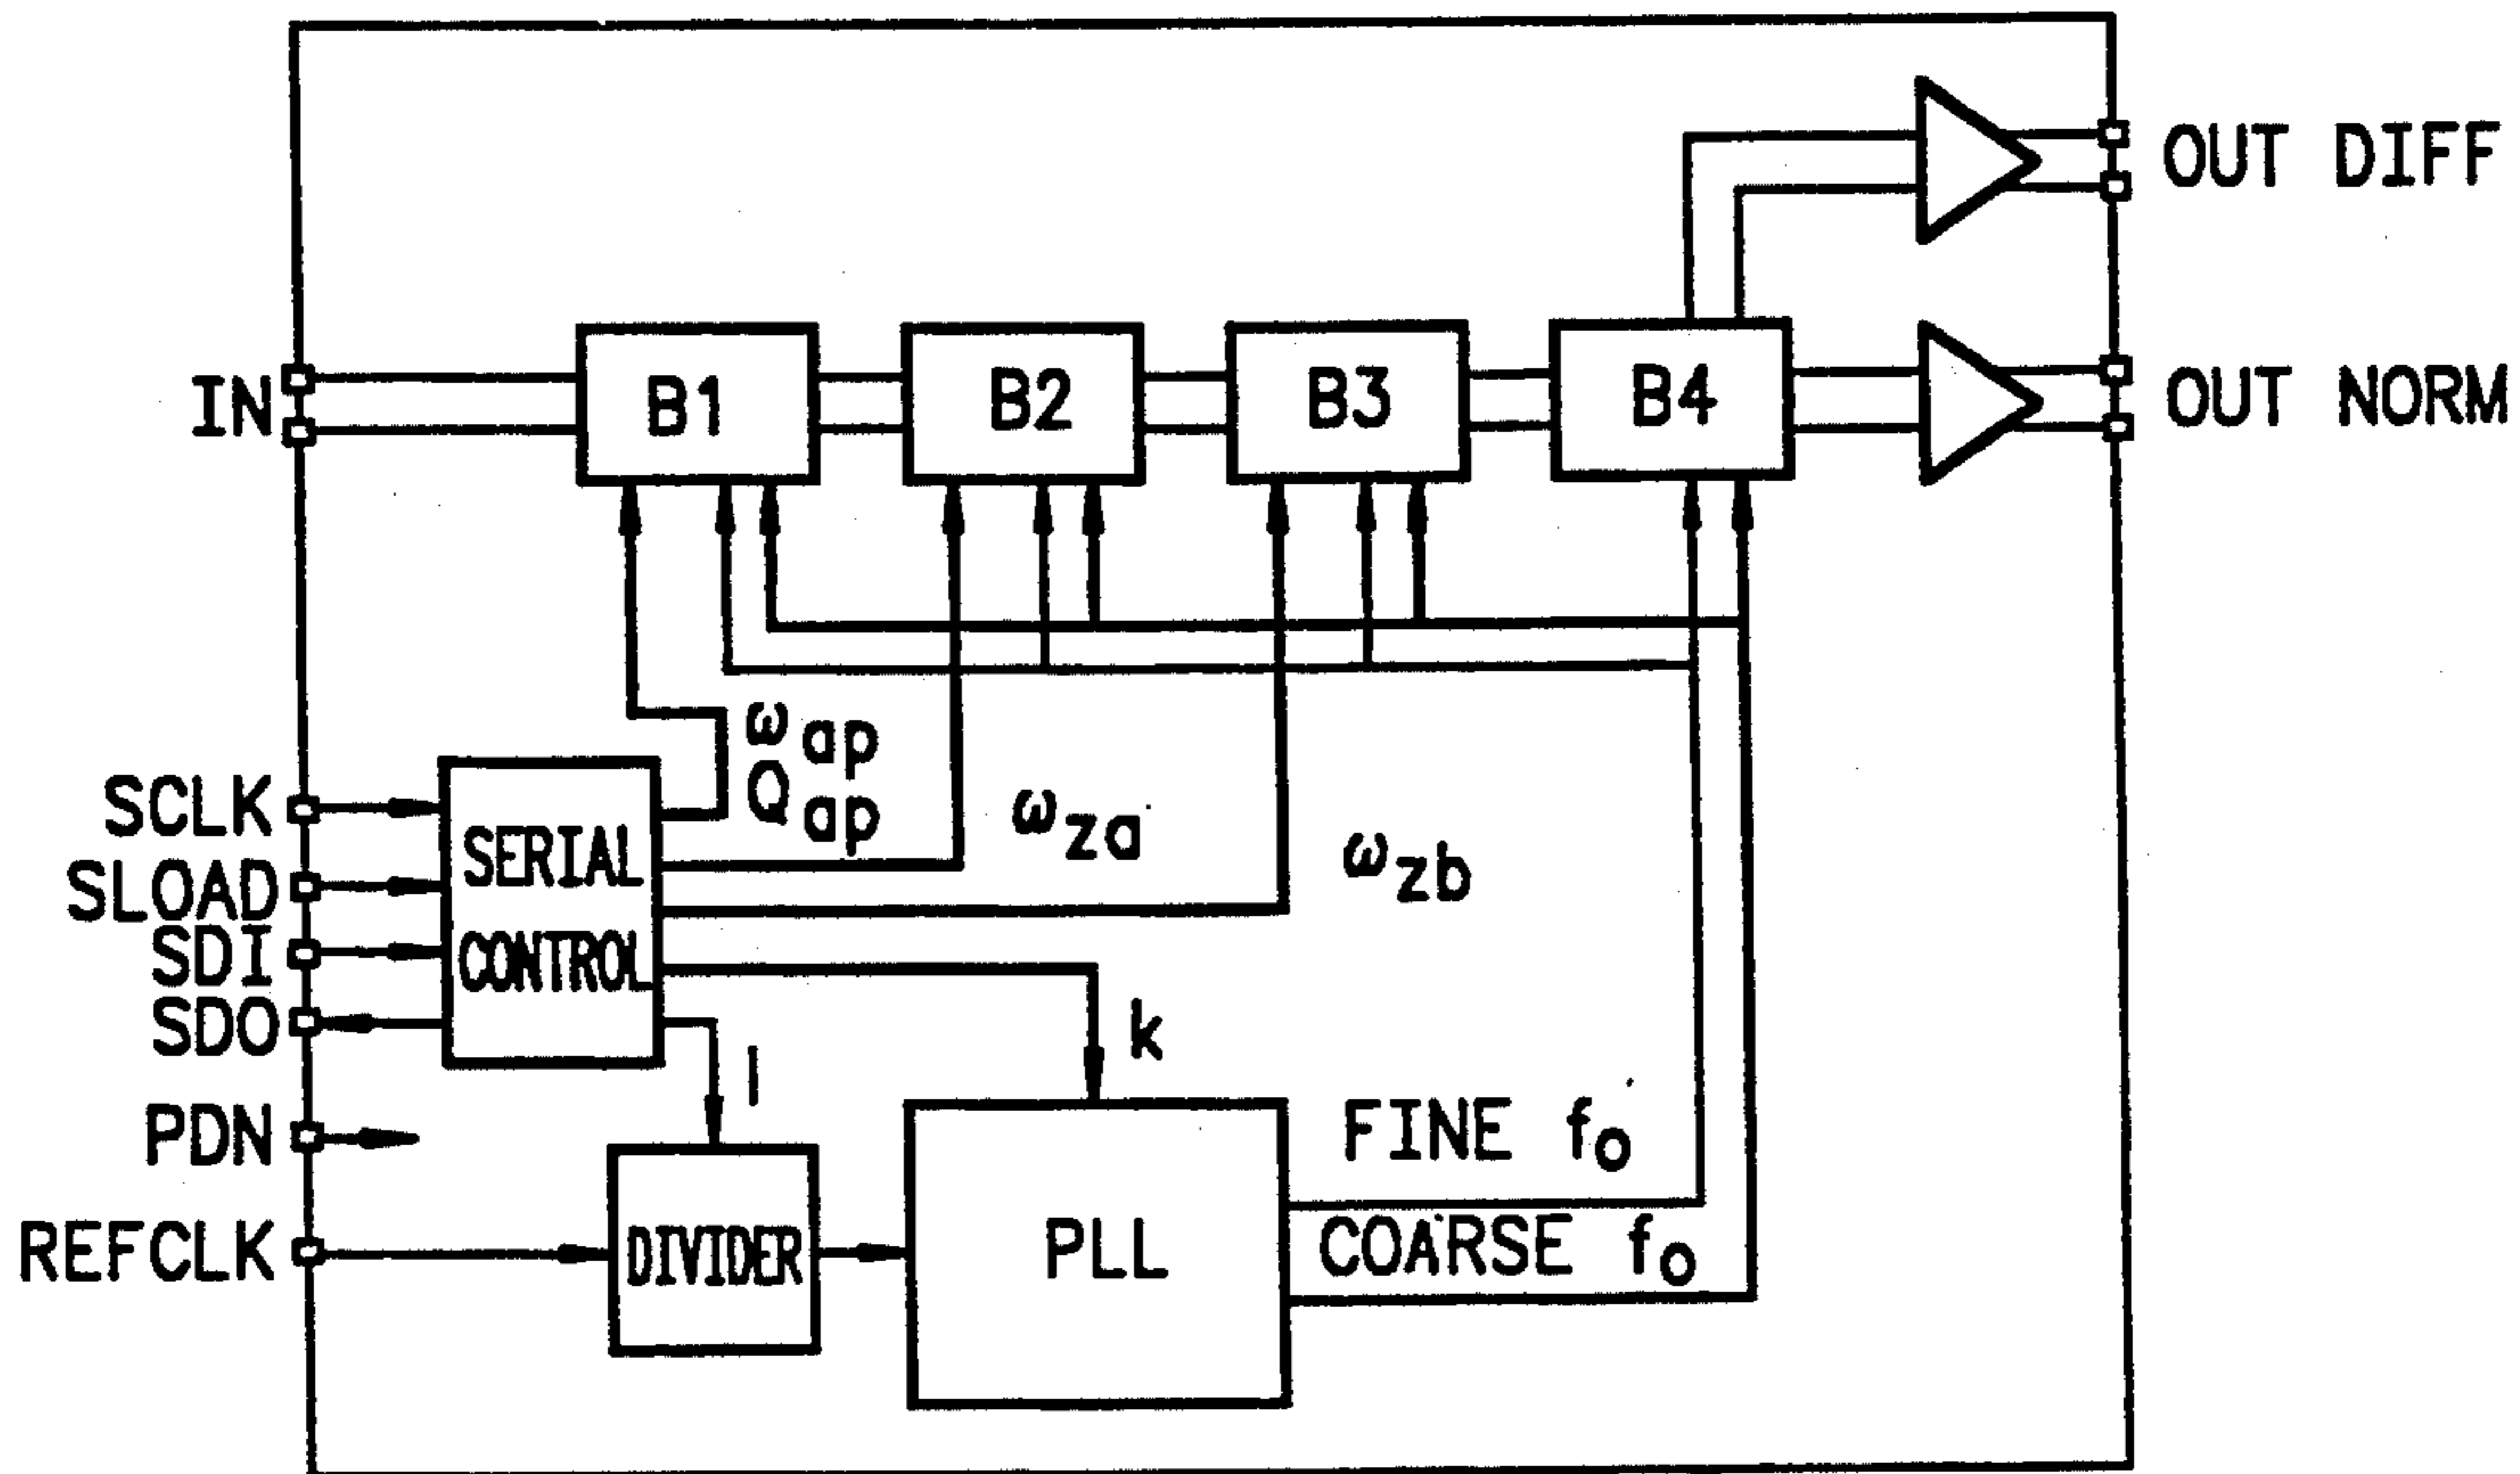 OUT DIFF
IN
B1
B2
B3
B4
OUT NORM
ωap
Qap
ωza
ωzb
SCLK
SLOAD
SDI
SDO
SERIAL
CONTROL
k
l
PDN
FINE fo
REFCLK
DIVIDER
PLL
COARSE fo